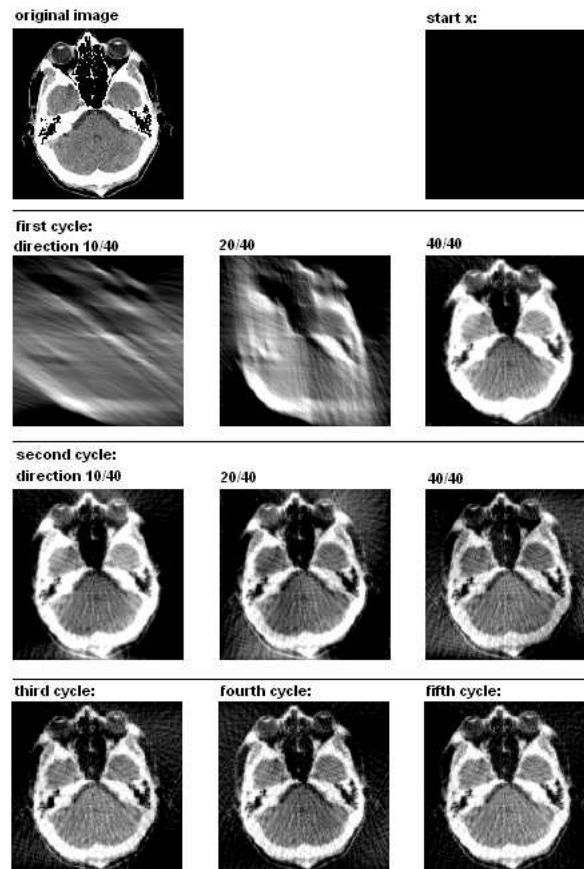 original image
start x:
first cycle:
direction 10/40
20/40
40/40
second cycle:
direction 10/40
20/40
40/40
third cycle:
fourth cycle:
fifth cycle: